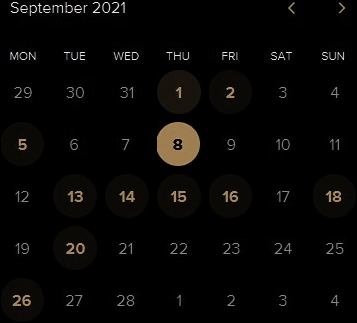 September 2021
MON TUE WED THU FRI SAT SUN
29 30 31 1 2 3 4
5 6 7 8 9 10 11
12 13 14 15 16 17 18
19 20 21 22 23 24 25
26 27 28 1 2 3 4